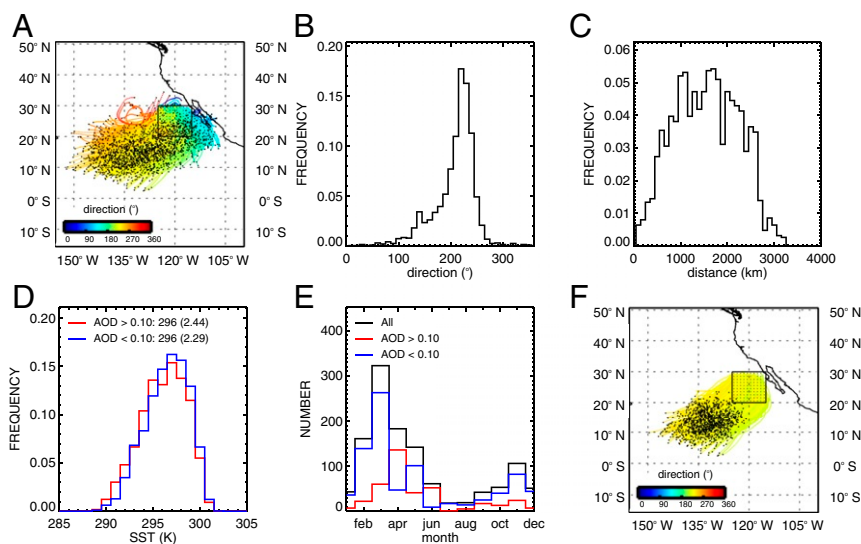 A
50° N
40° N
30° N
20° N
10° N
0° S
10° S
50° N
40° N
30° N
20° N
10° N
0° S
10° S
direction (°)
0 90 180 270 360
150° W 135° W 120° W 105° W
B
FREQUENCY
0.20
0.15
0.10
0.05
0.00
0 100 200 300
direction (°)
C
FREQUENCY
0.06
0.05
0.04
0.03
0.02
0.01
0.00
0 1000 2000 3000 4000
distance (km)
D
FREQUENCY
0.20
0.15
0.10
0.05
0.00
AOD > 0.10: 296 (2.44)
AOD < 0.10: 296 (2.29)
285 290 295 300 305
SST (K)
E
NUMBER
400
300
200
100
0
All
AOD > 0.10
AOD < 0.10
feb apr jun aug oct dec
month
F
50° N
40° N
30° N
20° N
10° N
0° S
10° S
50° N
40° N
30° N
20° N
10° N
0° S
10° S
direction (°)
0 90 180 270 360
150° W 135° W 120° W 105° W